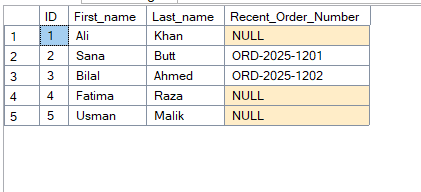 ID First_name Last_name Recent_Order_Number
1 1 Ali Khan NULL
2 2 Sana Butt ORD-2025-1201
3 3 Bilal Ahmed ORD-2025-1202
4 4 Fatima Raza NULL
5 5 Usman Malik NULL